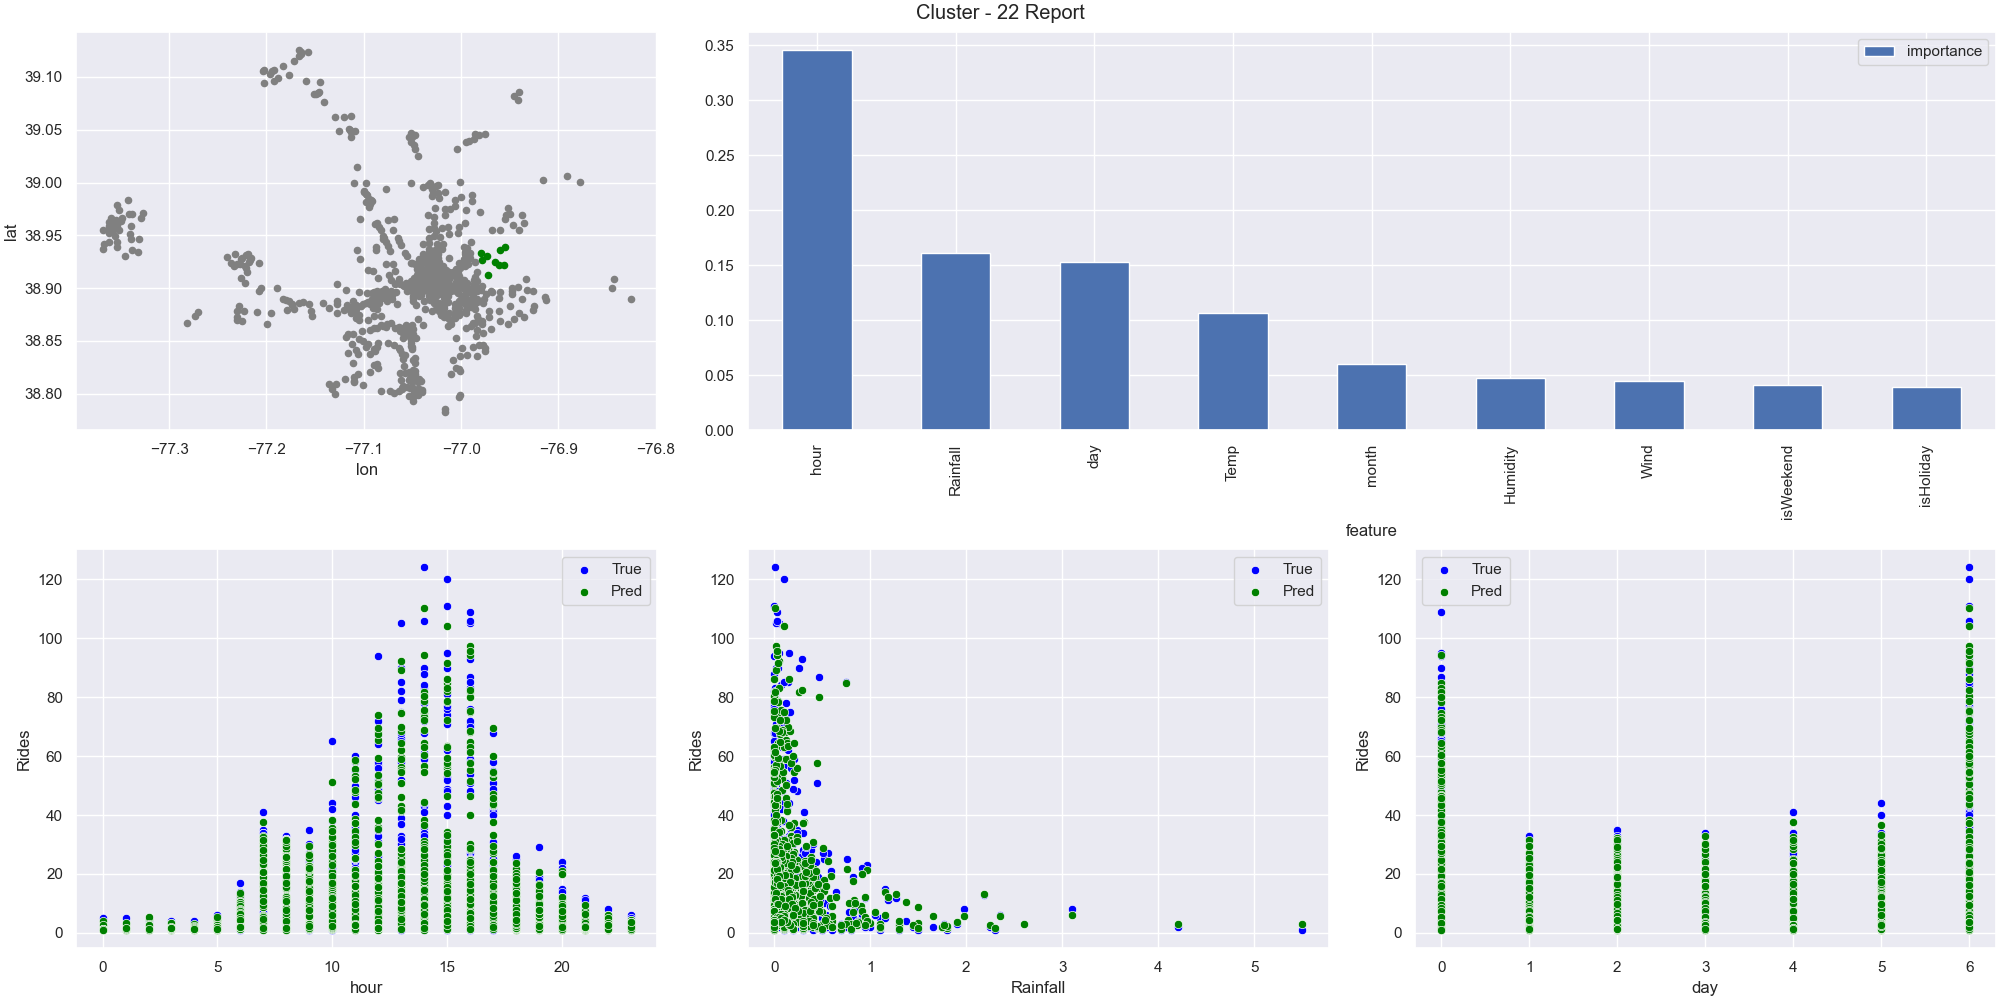 Cluster - 22 Report
39.10
39.05
39.00
38.95
38.90
38.85
38.80
lat
−77.3 −77.2 −77.1 −77.0 −76.9 −76.8
lon
0.35
0.30
0.25
0.20
0.15
0.10
0.05
0.00
importance
hour Rainfall day Temp month Humidity Wind isWeekend isHoliday
feature
120
100
80
60
40
20
0
Rides
True
Pred
0 5 10 15 20
hour
120
100
80
60
40
20
0
Rides
True
Pred
0 1 2 3 4 5
Rainfall
120
100
80
60
40
20
0
Rides
True
Pred
0 1 2 3 4 5 6
day